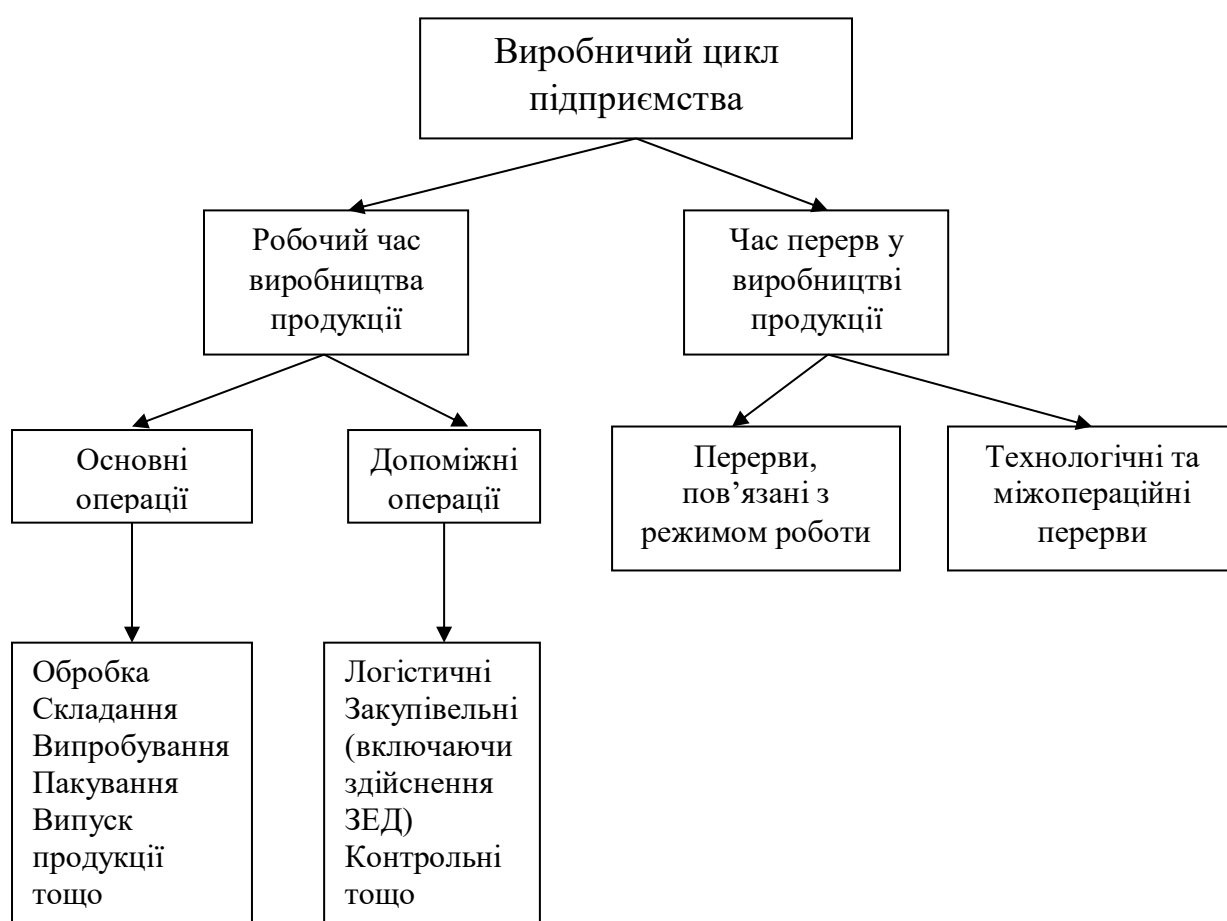 Виробничий цикл
підприємства
Робочий час
виробництва
продукції
Час перерв у
виробництві
продукції
Основні
операції
Допоміжні
операції
Перерви,
пов’язані з
режимом роботи
Технологічні та
міжопераційні
перерви
Обробка
Складання
Випробування
Пакування
Випуск
продукції
тощо
Логістичні
Закупівельні
(включаючи
здійснення
ЗЕД)
Контрольні
тощо